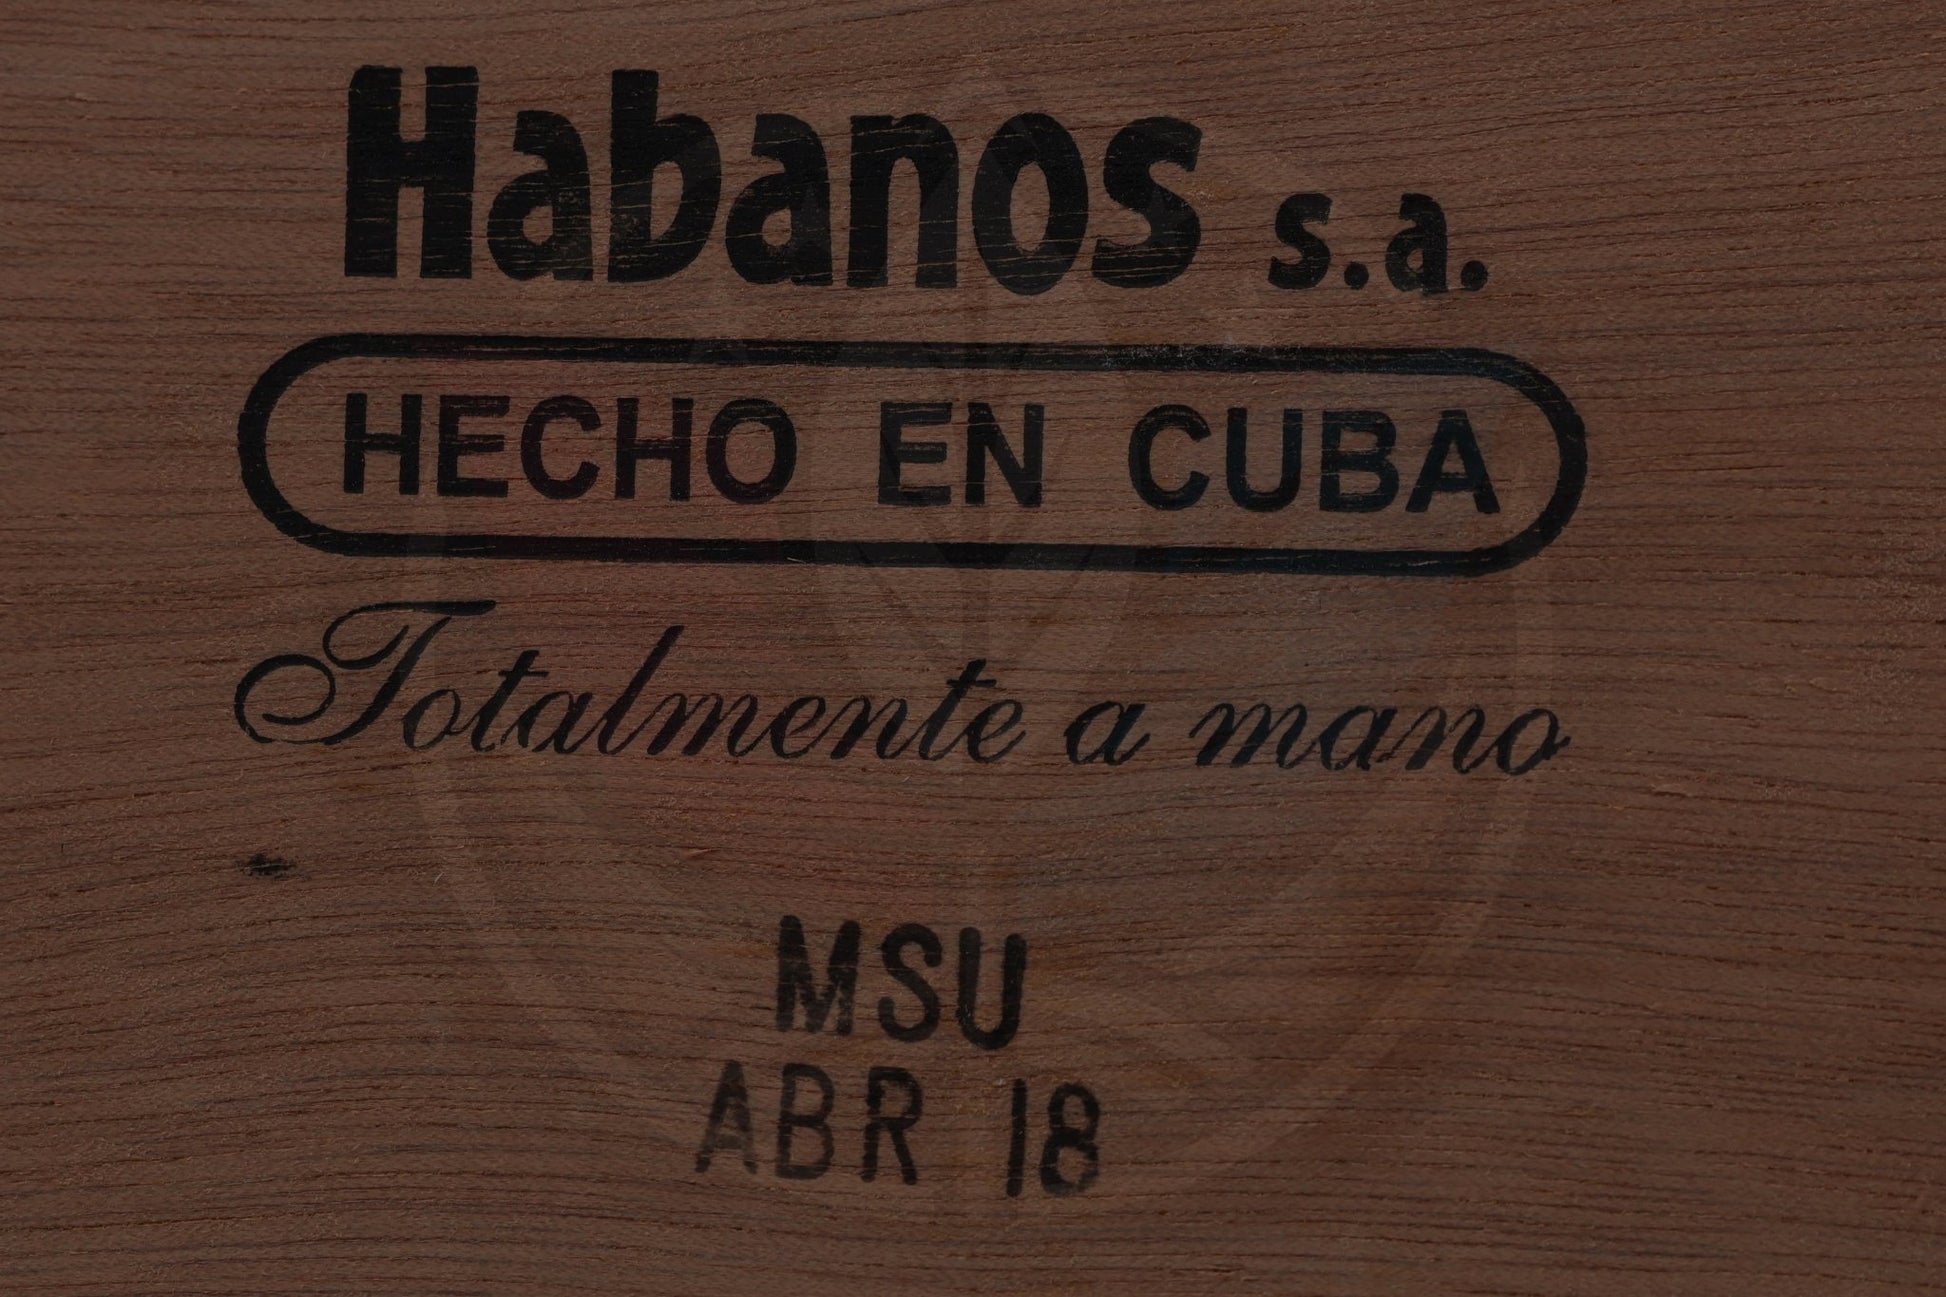 Habanos s.a.
HECHO EN CUBA
Totalmente a mano
MSU
ABR 18